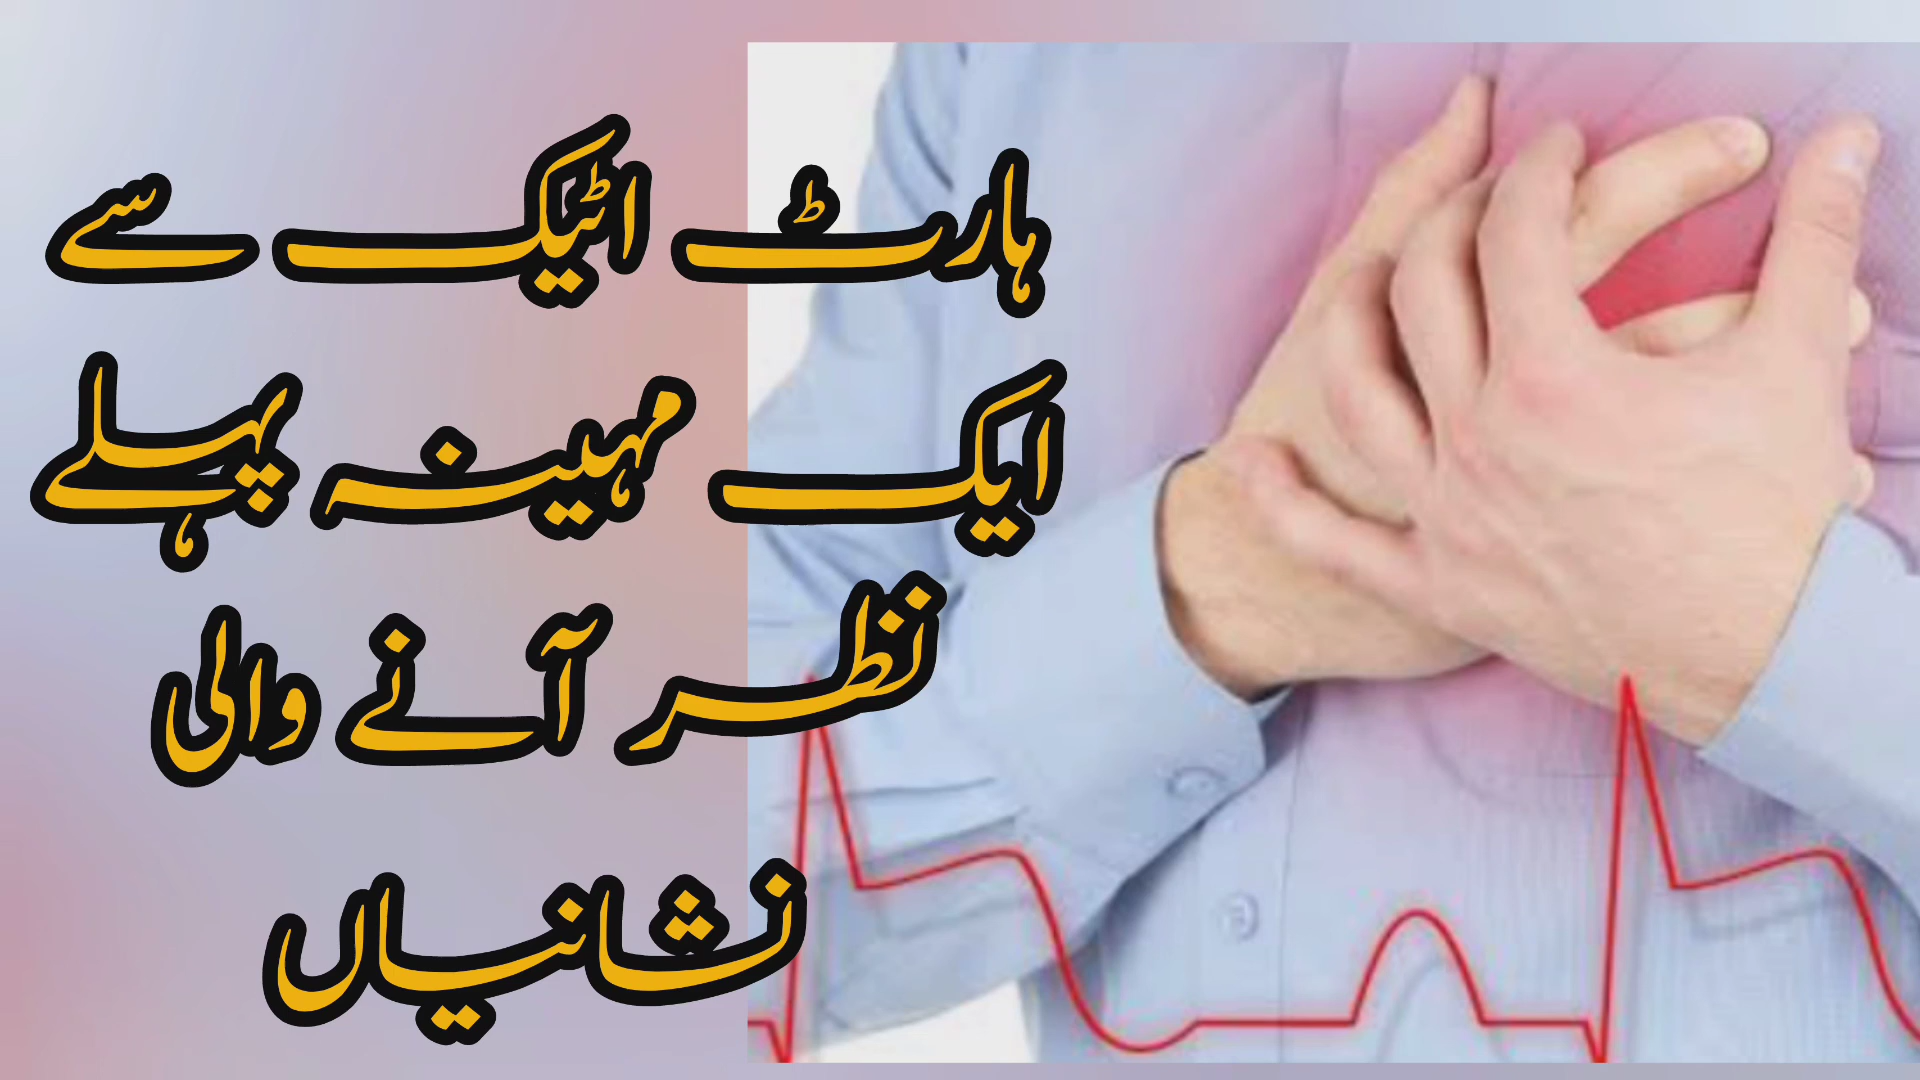 ہارٹ اٹیک سے
ایک مہینہ پہلے
نظر آنے والی
نشانیاں